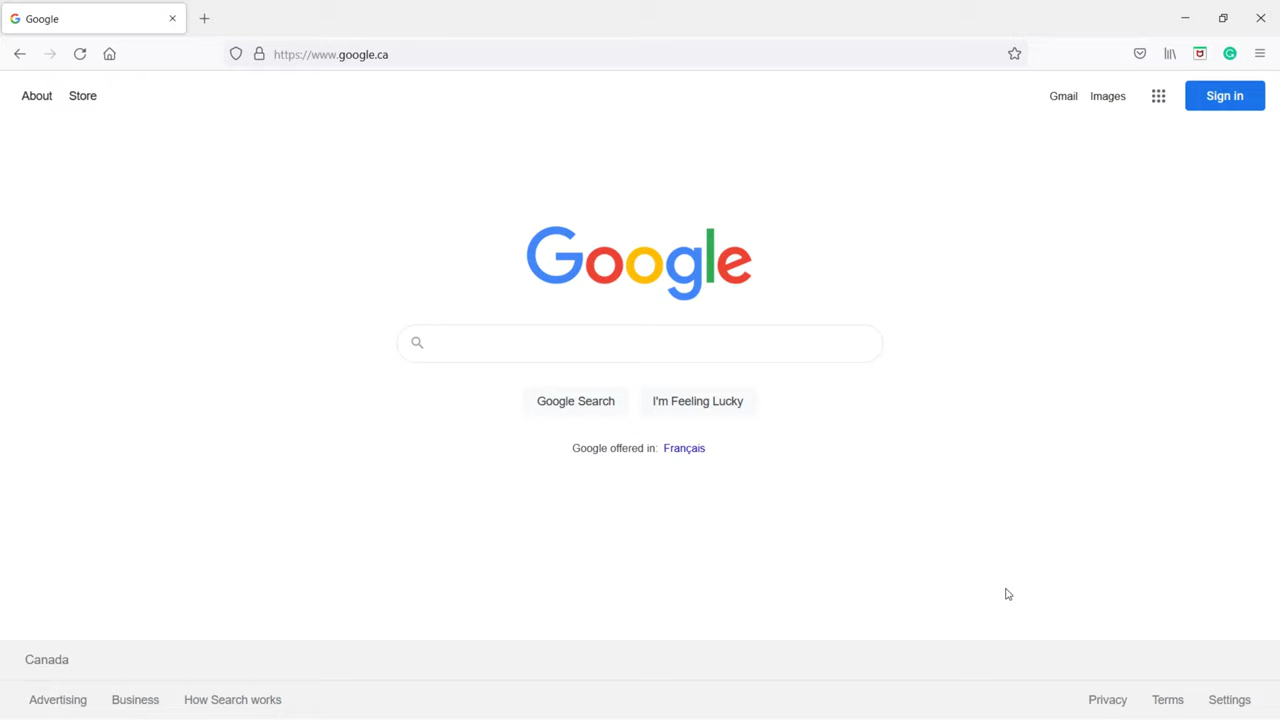 Google
https://www.google.ca
About Store
Gmail Images Sign in
Google
Google Search I'm Feeling Lucky
Google offered in: Français
Canada
Advertising Business How Search works
Privacy Terms Settings